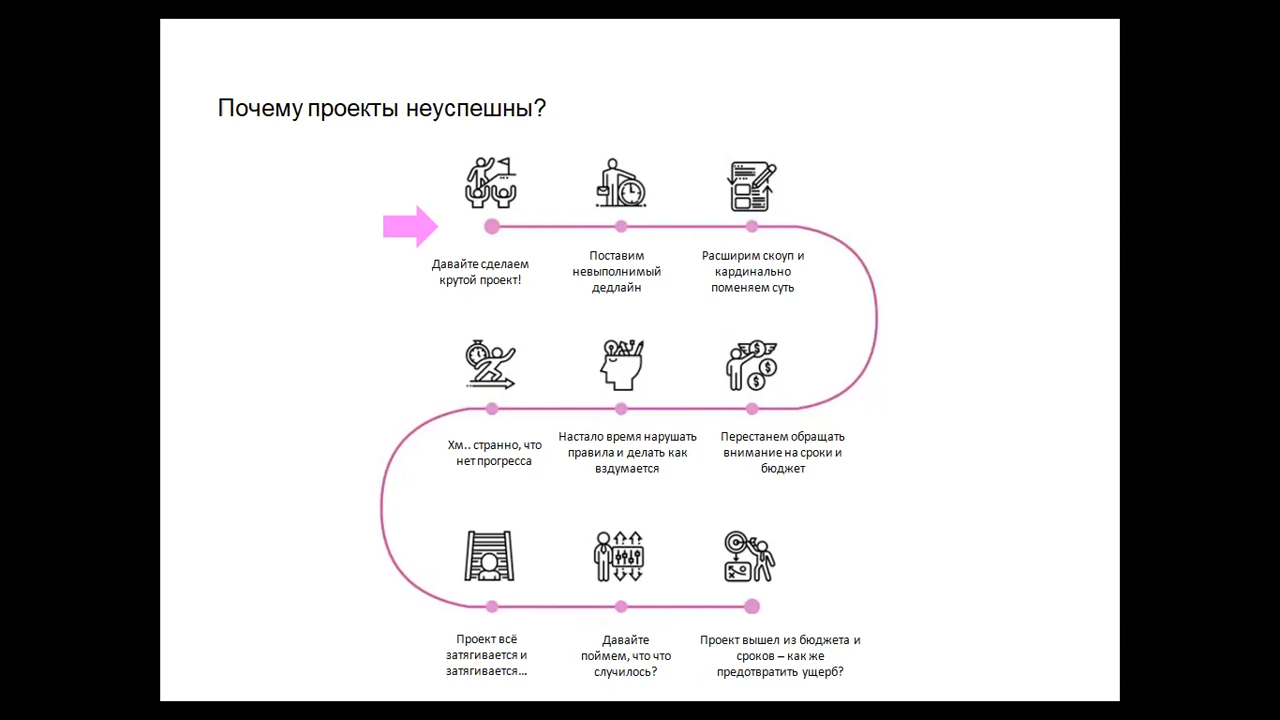 Почему проекты неуспешны?
Давайте сделаем
крутой проект!
Поставим
невыполнимый
дедлайн
Расширим скоуп и
кардинально
поменяем суть
Перестанем обращать
внимание на сроки и
бюджет
Настало время нарушать
правила и делать как
вздумается
Хм.. странно, что
нет прогресса
Проект всё
затягивается и
затягивается...
Давайте
поймем, что что
случилось?
Проект вышел из бюджета и
сроков – как же
предотвратить ущерб?